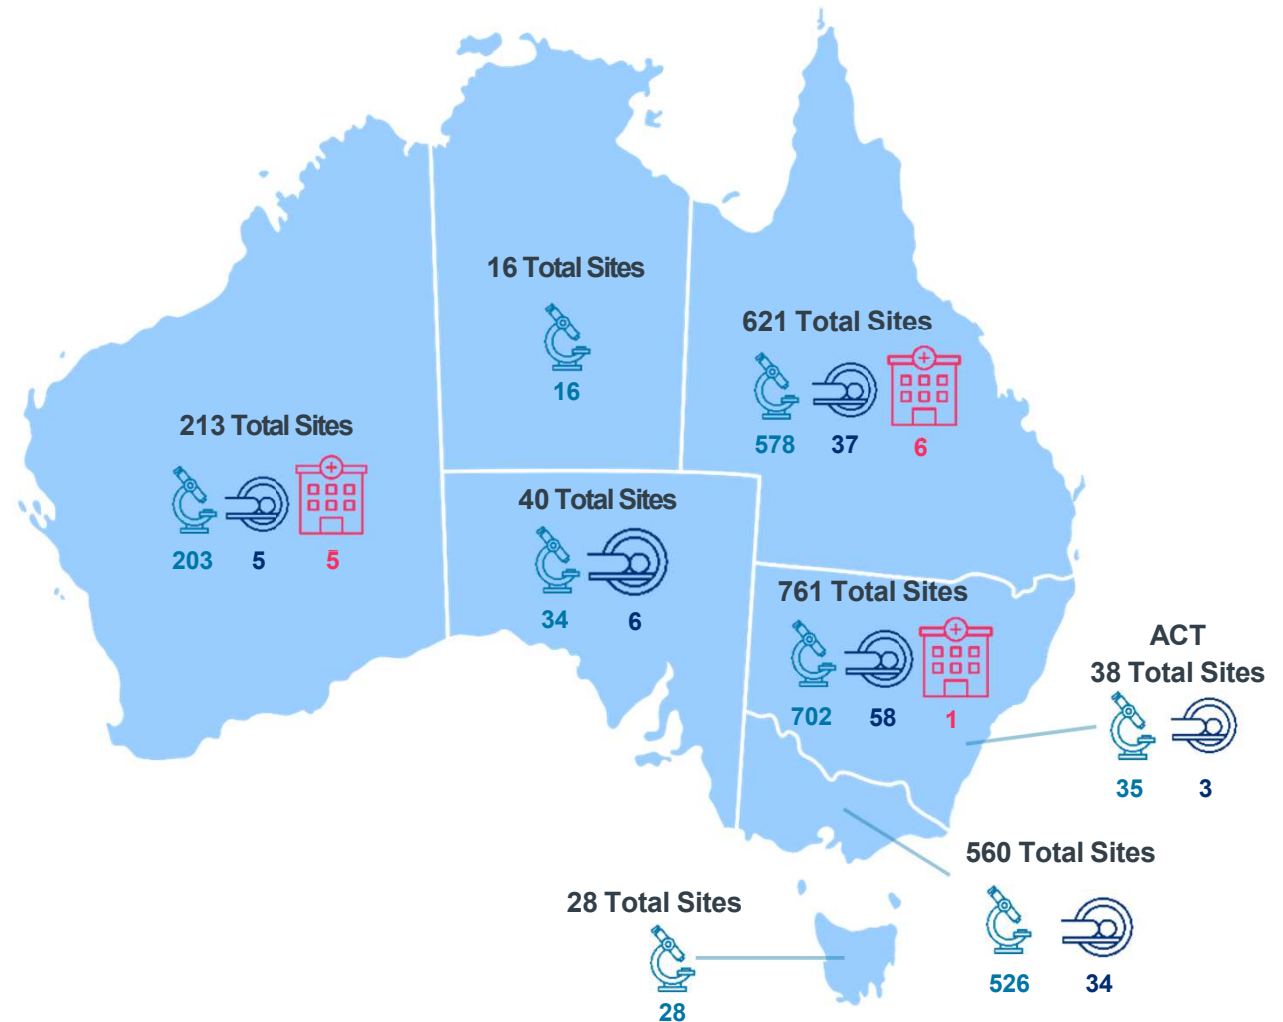 16 Total Sites
16
621 Total Sites
578 37 6
213 Total Sites
203 5 5
40 Total Sites
34 6
761 Total Sites
702 58 1
ACT
38 Total Sites
35 3
560 Total Sites
526 34
28 Total Sites
28